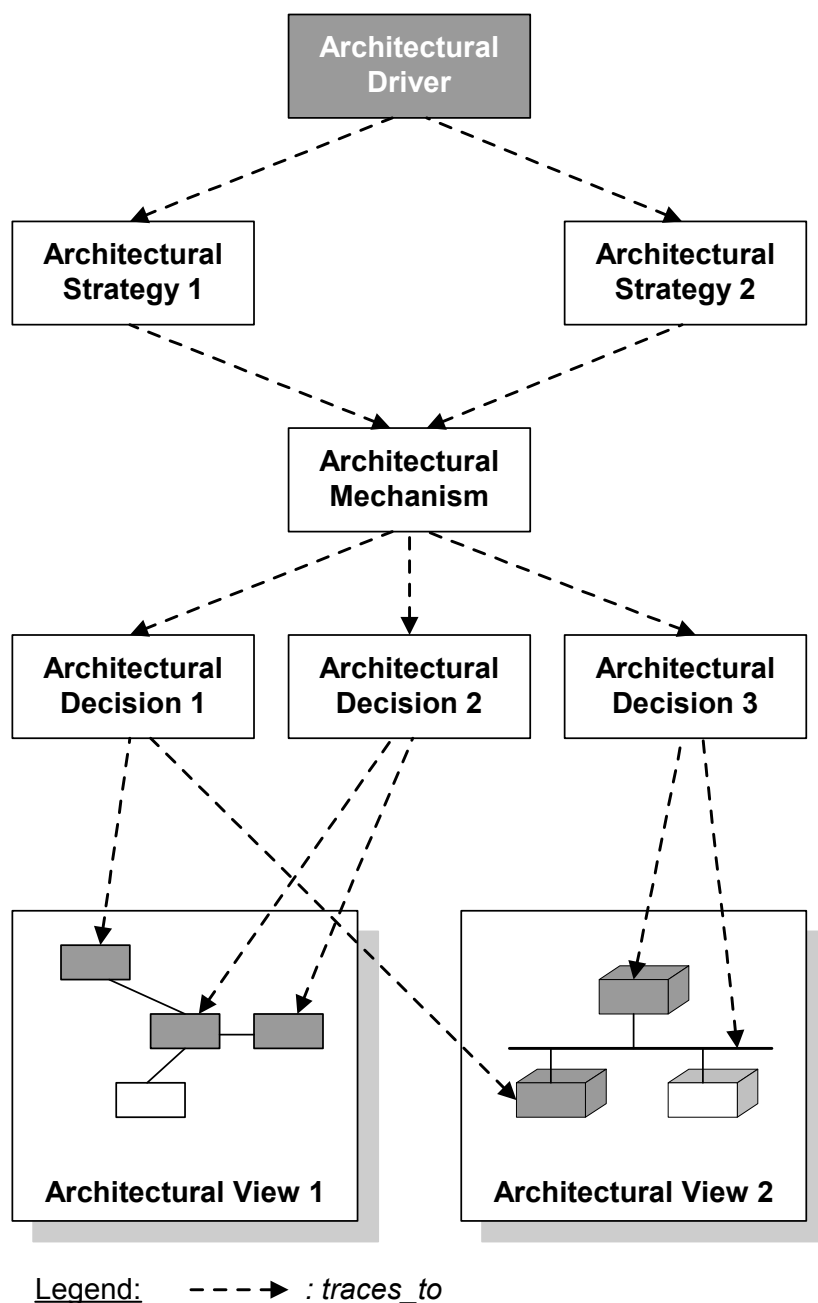 Architectural
Driver
Architectural
Strategy 1
Architectural
Strategy 2
Architectural
Mechanism
Architectural
Decision 1
Architectural
Decision 2
Architectural
Decision 3
Architectural View 1
Architectural View 2
Legend: : traces_to